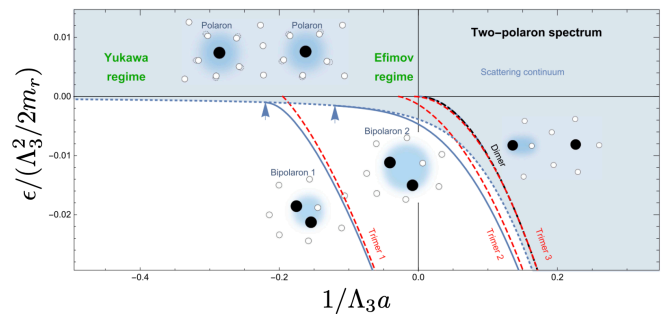 Two-polaron spectrum
Polaron
Polaron
Yukawa
regime
Efimov
regime
Scattering continuum
0.01
0.00
-0.01
-0.02
ϵ/(Λ₃²/2mᵣ)
Bipolaron 1
Bipolaron 2
Dimer
Trimer 1
Trimer 2
Trimer 3
-0.4
-0.2
0.0
0.2
1/Λ₃a